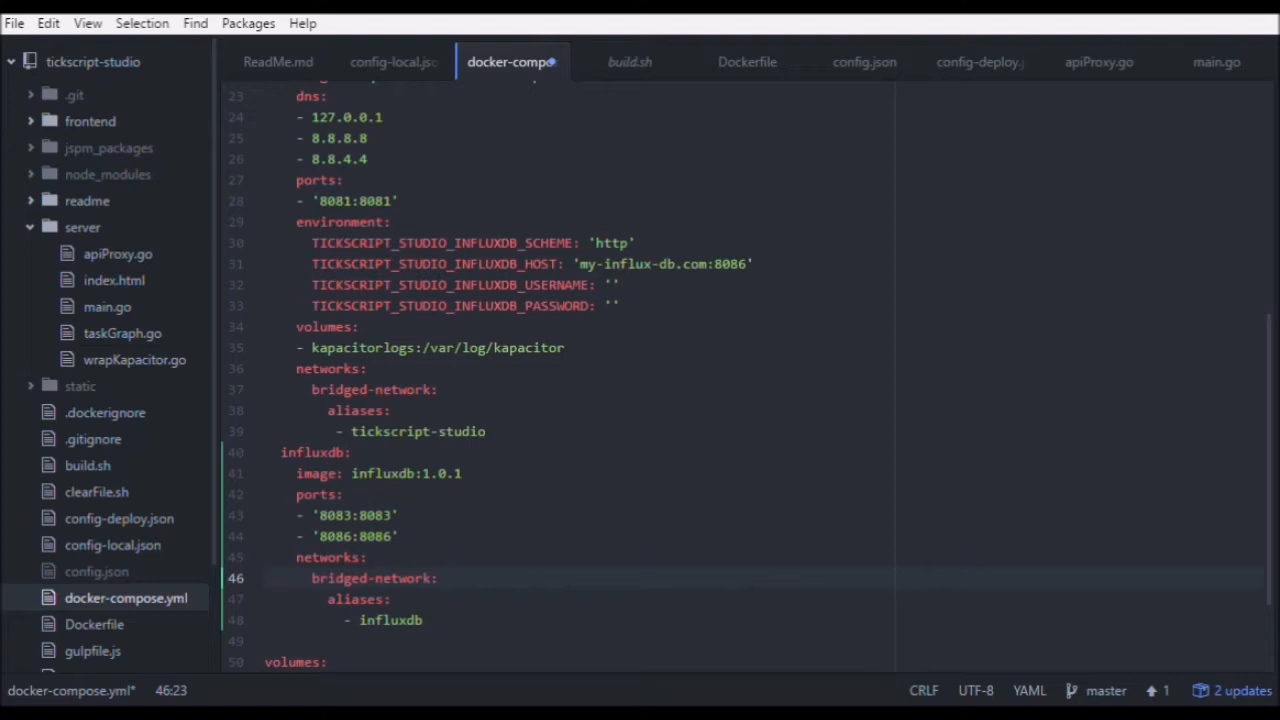 File Edit View Selection Find Packages Help
tickscript-studio
.git
frontend
jspm_packages
node_modules
readme
server
apiProxy.go
index.html
main.go
taskGraph.go
wrapKapacitor.go
static
.dockerignore
.gitignore
build.sh
clearFile.sh
config-deploy.json
config-local.json
config.json
docker-compose.yml
Dockerfile
gulpfile.js
ReadMe.md config-local.jsc docker-compo build.sh Dockerfile config.json config-deploy.j apiProxy.go main.go
23 dns:
24 - 127.0.0.1
25 - 8.8.8.8
26 - 8.8.4.4
27 ports:
28 - '8081:8081'
29 environment:
30 TICKSCRIPT_STUDIO_INFLUXDB_SCHEME: 'http'
31 TICKSCRIPT_STUDIO_INFLUXDB_HOST: 'my-influx-db.com:8086'
32 TICKSCRIPT_STUDIO_INFLUXDB_USERNAME: ''
33 TICKSCRIPT_STUDIO_INFLUXDB_PASSWORD: ''
34 volumes:
35 - kapacitorlogs:/var/log/kapacitor
36 networks:
37 bridged-network:
38 aliases:
39 - tickscript-studio
40 influxdb:
41 image: influxdb:1.0.1
42 ports:
43 - '8083:8083'
44 - '8086:8086'
45 networks:
46 bridged-network:
47 aliases:
48 - influxdb
49
50 volumes:
docker-compose.yml* 46:23 CRLF UTF-8 YAML master 1 2 updates